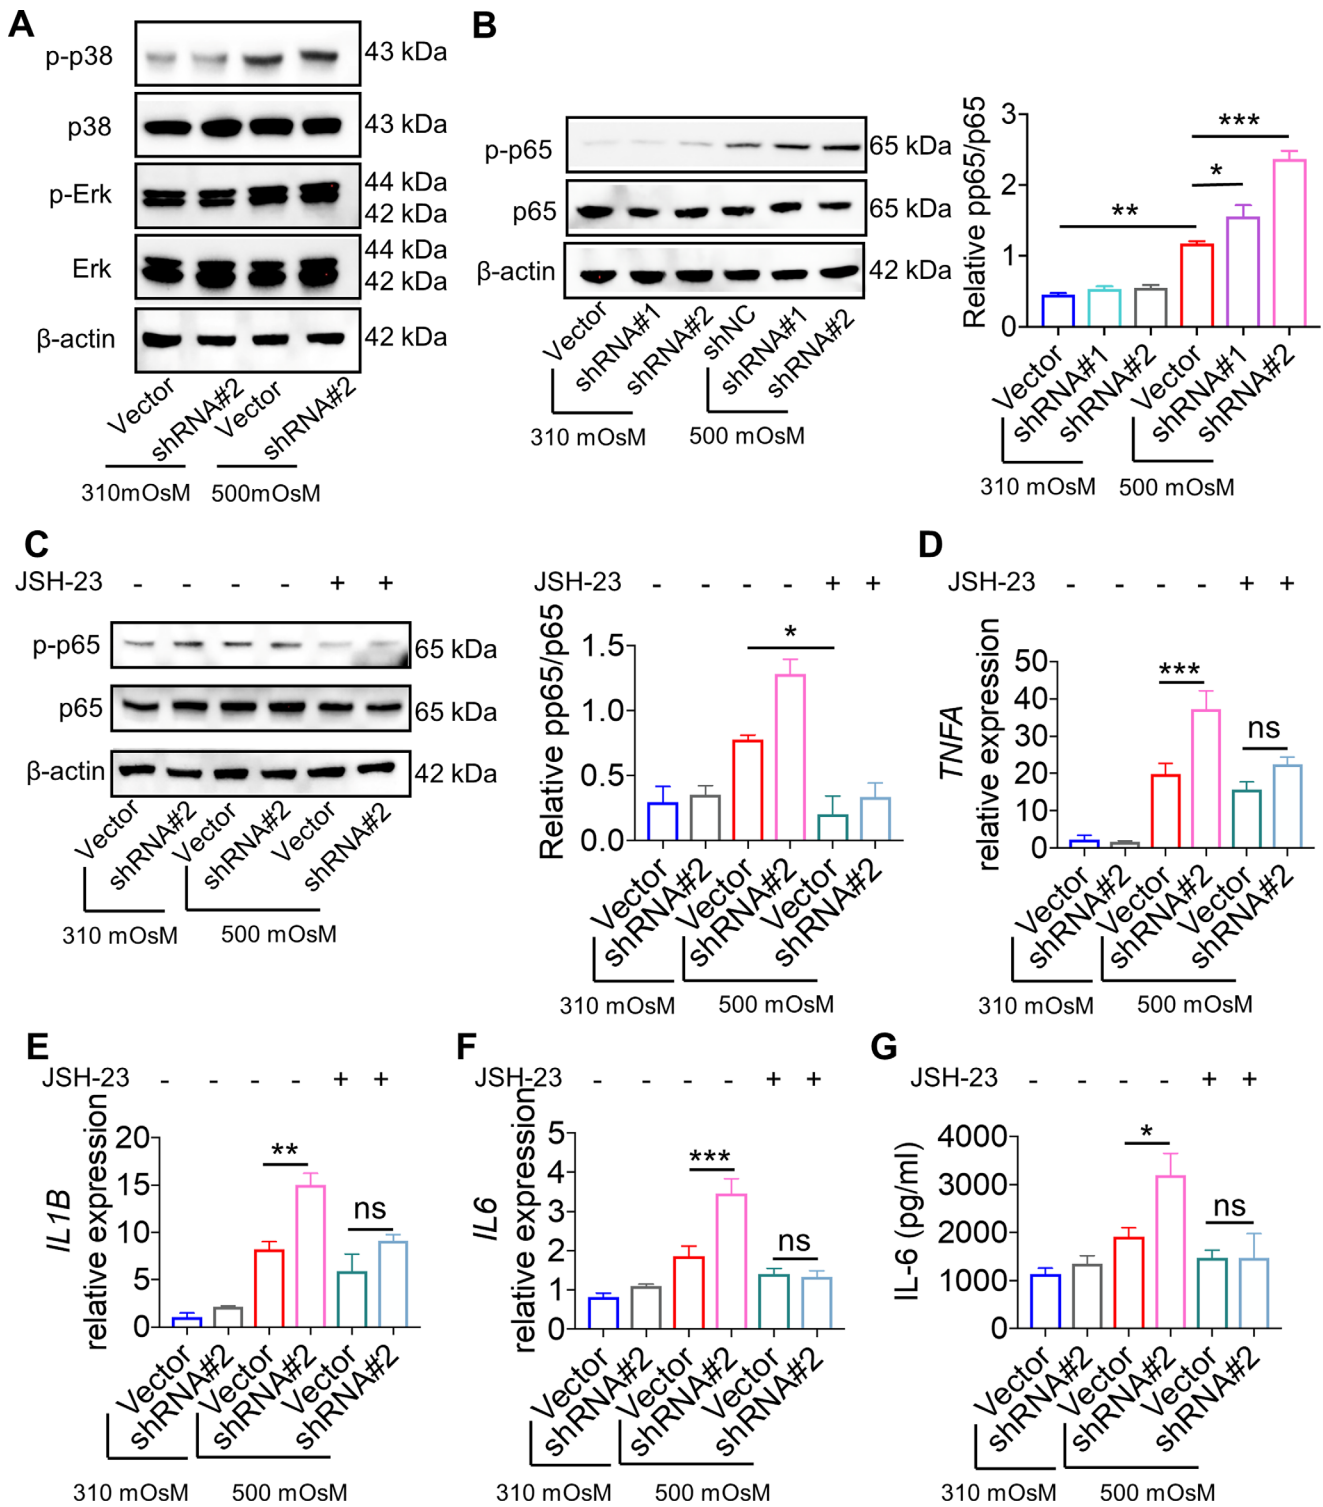 A
p-p38
43 kDa
p38
43 kDa
p-Erk
44 kDa
42 kDa
Erk
44 kDa
42 kDa
β-actin
42 kDa
Vector
shRNA#2
Vector
shRNA#2
310mOsM
500mOsM
B
p-p65
65 kDa
p65
65 kDa
β-actin
42 kDa
Vector
shRNA#1
shRNA#2
shNC
shRNA#1
shRNA#2
310 mOsM
500 mOsM
Relative pp65/p65
3
2
1
0
**
*
***
Vector
shRNA#1
shRNA#2
Vector
shRNA#1
shRNA#2
310 mOsM
500 mOsM
C
JSH-23 - - - - + +
p-p65
65 kDa
p65
65 kDa
β-actin
42 kDa
Vector
shRNA#2
Vector
shRNA#2
Vector
shRNA#2
310 mOsM
500 mOsM
JSH-23 - - - - + +
Relative pp65/p65
1.5
1.0
0.5
0.0
*
Vector
shRNA#2
Vector
shRNA#2
Vector
shRNA#2
310 mOsM
500 mOsM
D
JSH-23 - - - - + +
TNFA
relative expression
50
40
30
20
10
0
***
ns
Vector
shRNA#2
Vector
shRNA#2
Vector
shRNA#2
310 mOsM
500 mOsM
E
JSH-23 - - - - + +
IL1B
relative expression
20
15
10
5
0
**
ns
Vector
shRNA#2
Vector
shRNA#2
Vector
shRNA#2
310 mOsM
500 mOsM
F
JSH-23 - - - - + +
IL6
relative expression
5
4
3
2
1
0
***
ns
Vector
shRNA#2
Vector
shRNA#2
Vector
shRNA#2
310 mOsM
500 mOsM
G
JSH-23 - - - - + +
IL-6 (pg/ml)
4000
3000
2000
1000
0
*
ns
Vector
shRNA#2
Vector
shRNA#2
Vector
shRNA#2
310 mOsM
500 mOsM